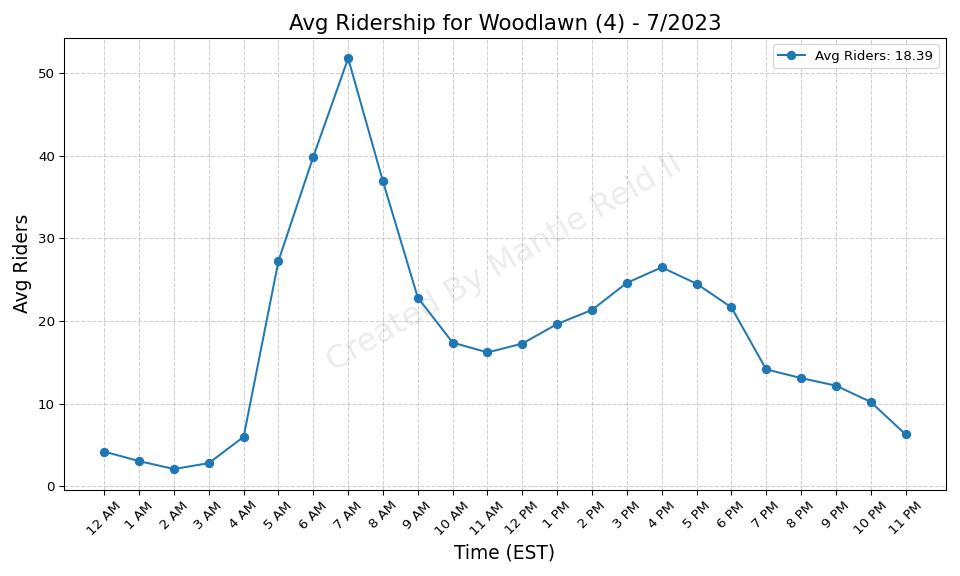 Avg Ridership for Woodlawn (4) - 7/2023
Avg Riders: 18.39
50
40
30
20
10
0
Avg Riders
Created By Mantie Reid II
12 AM
1 AM
2 AM
3 AM
4 AM
5 AM
6 AM
7 AM
8 AM
9 AM
10 AM
11 AM
12 PM
1 PM
2 PM
3 PM
4 PM
5 PM
6 PM
7 PM
8 PM
9 PM
10 PM
11 PM
Time (EST)